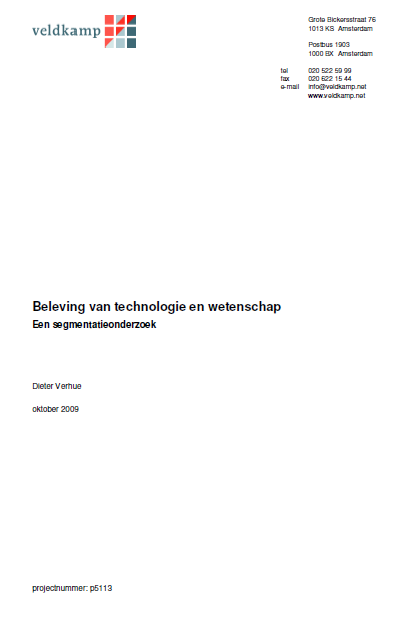 veldkamp
Grote Bickersstraat 76
1013 KS Amsterdam
Postbus 1903
1000 BX Amsterdam
tel 020 522 59 99
fax 020 622 15 44
e-mail info@veldkamp.net
www.veldkamp.net
Beleving van technologie en wetenschap
Een segmentatieonderzoek
Dieter Verhue
oktober 2009
projectnummer: p5113